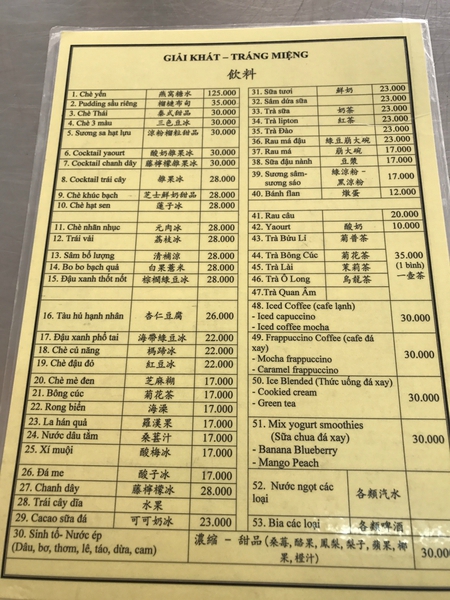 GIẢI KHÁT – TRÁNG MIỆNG
飲料
1. Chè yến 燕窩糖水 125.000
2. Pudding sầu riêng 榴槤布甸 35.000
3. Chè Thái 泰式甜品 30.000
4. Chè 3 màu 三色豆冰 30.000
5. Sương sa hạt lựu 涼粉榴粒甜品 30.000
6. Cocktail yaourt 酸奶雜果冰 30.000
7. Cocktail chanh dây 藤檸檬雜果冰 30.000
8. Cocktail trái cây 雜果冰 28.000
9. Chè khúc bạch 芝士鮮奶甜品 28.000
10. Chè hạt sen 蓮子冰 28.000
11. Chè nhãn nhục 元肉冰 28.000
12. Trái vải 荔枝冰 28.000
13. Sâm bổ lượng 清補涼 28.000
14. Bo bo bạch quả 白果薏米 28.000
15. Đậu xanh thốt nốt 棕櫚綠豆冰 28.000
16. Tàu hủ hạnh nhân 杏仁豆腐 26.000
17. Đậu xanh phổ tai 海帶綠豆冰 22.000
18. Chè củ năng 橋蹄冰 22.000
19. Chè đậu đỏ 紅豆冰 22.000
20. Chè mè đen 芝麻糊 17.000
21. Bông cúc 菊花茶 17.000
22. Rong biển 海藻 17.000
23. La hán quả 羅漢果 17.000
24. Nước dâu tằm 桑葚汁 17.000
25. Xí muội 酸梅冰 17.000
26. Đá me 酸子冰 17.000
27. Chanh dây 藤檸檬冰 28.000
28. Trái cây dĩa 水果
29. Cacao sữa đá 可可奶冰 23.000
30. Sinh tố- Nước ép
(Dâu, bơ, thơm, lê, táo, dừa, cam) 濃縮 – 甜品 (桑莓, 酪果, 鳳梨, 梨子, 蘋果, 椰果, 橙汁) 30.000
31. Sữa tươi 鮮奶 23.000
32. Sâm dứa sữa 23.000
33. Trà sữa 奶茶 23.000
34. Trà lipton 紅茶 23.000
35. Trà Đào 23.000
36. Rau má đậu 綠豆崩大碗 23.000
37. Rau má 崩大碗 17.000
38. Sữa đậu nành 豆漿 17.000
39. Sương sâm-
sương sáo 綠涼粉 -
黑涼粉 17.000
40. Bánh flan 燉蛋 12.000
41. Rau câu 20.000
42. Yaourt 酸奶 10.000
43. Trà Bửu Lị 菊普茶
44. Trà Bông Cúc 菊花茶
45. Trà Lài 茉莉茶
46. Trà Ô Long 烏龍茶
47. Trà Quan Âm
35.000
(1 bình)
一壺茶
48. Iced Coffee (cafe lạnh)
- Iced capuccino
- Iced coffee mocha 30.000
49. Frappucino Coffee (cafe đá
xay)
- Mocha frappucino
- Caramel frappucino 30.000
50. Ice Blended (Thức uống đá xay)
- Cookied cream
- Green tea 30.000
51. Mix yogurt smoothies
(Sữa chua đá xay)
- Banana Blueberry
- Mango Peach 30.000
52. Nước ngọt các
loại 各類汽水
53. Bia các loại 各類啤酒